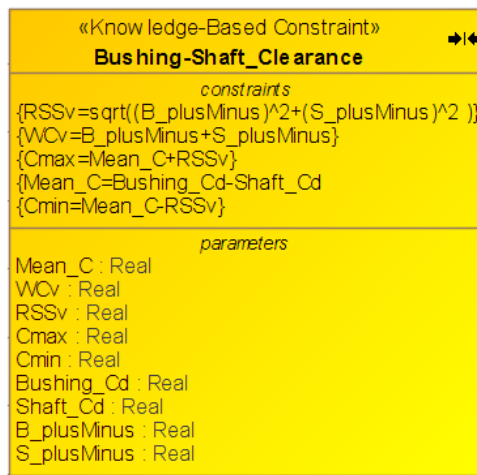 «Knowledge-Based Constraint»
Bushing-Shaft_Clearance
constraints
{RSSv=sqrt((B_plusMinus)^2+(S_plusMinus)^2 )}
{WCv=B_plusMinus+S_plusMinus}
{Cmax=Mean_C+RSSv}
{Mean_C=Bushing_Cd-Shaft_Cd
{Cmin=Mean_C-RSSv}
parameters
Mean_C : Real
WCv : Real
RSSv : Real
Cmax : Real
Cmin : Real
Bushing_Cd : Real
Shaft_Cd : Real
B_plusMinus : Real
S_plusMinus : Real